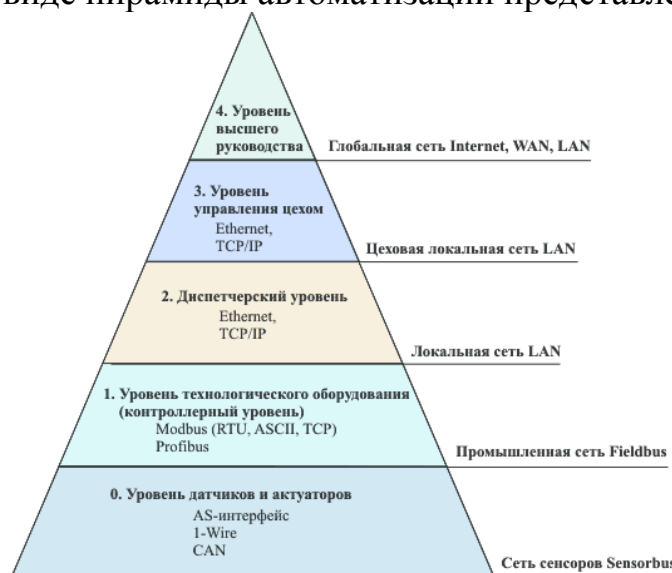 виде пирамиды автоматизации представле
4. Уровень
высшего
руководства
Глобальная сеть Internet, WAN, LAN
3. Уровень
управления цехом
Ethernet,
TCP/IP
Цеховая локальная сеть LAN
2. Диспетчерский уровень
Ethernet,
TCP/IP
Локальная сеть LAN
1. Уровень технологического оборудования
(контроллерный уровень)
Modbus (RTU, ASCII, TCP)
Profibus
Промышленная сеть Fieldbus
0. Уровень датчиков и актуаторов
AS-интерфейс
1-Wire
CAN
Сеть сенсоров Sensorbus